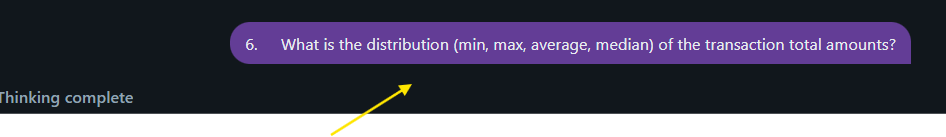 6. What is the distribution (min, max, average, median) of the transaction total amounts?
Thinking complete